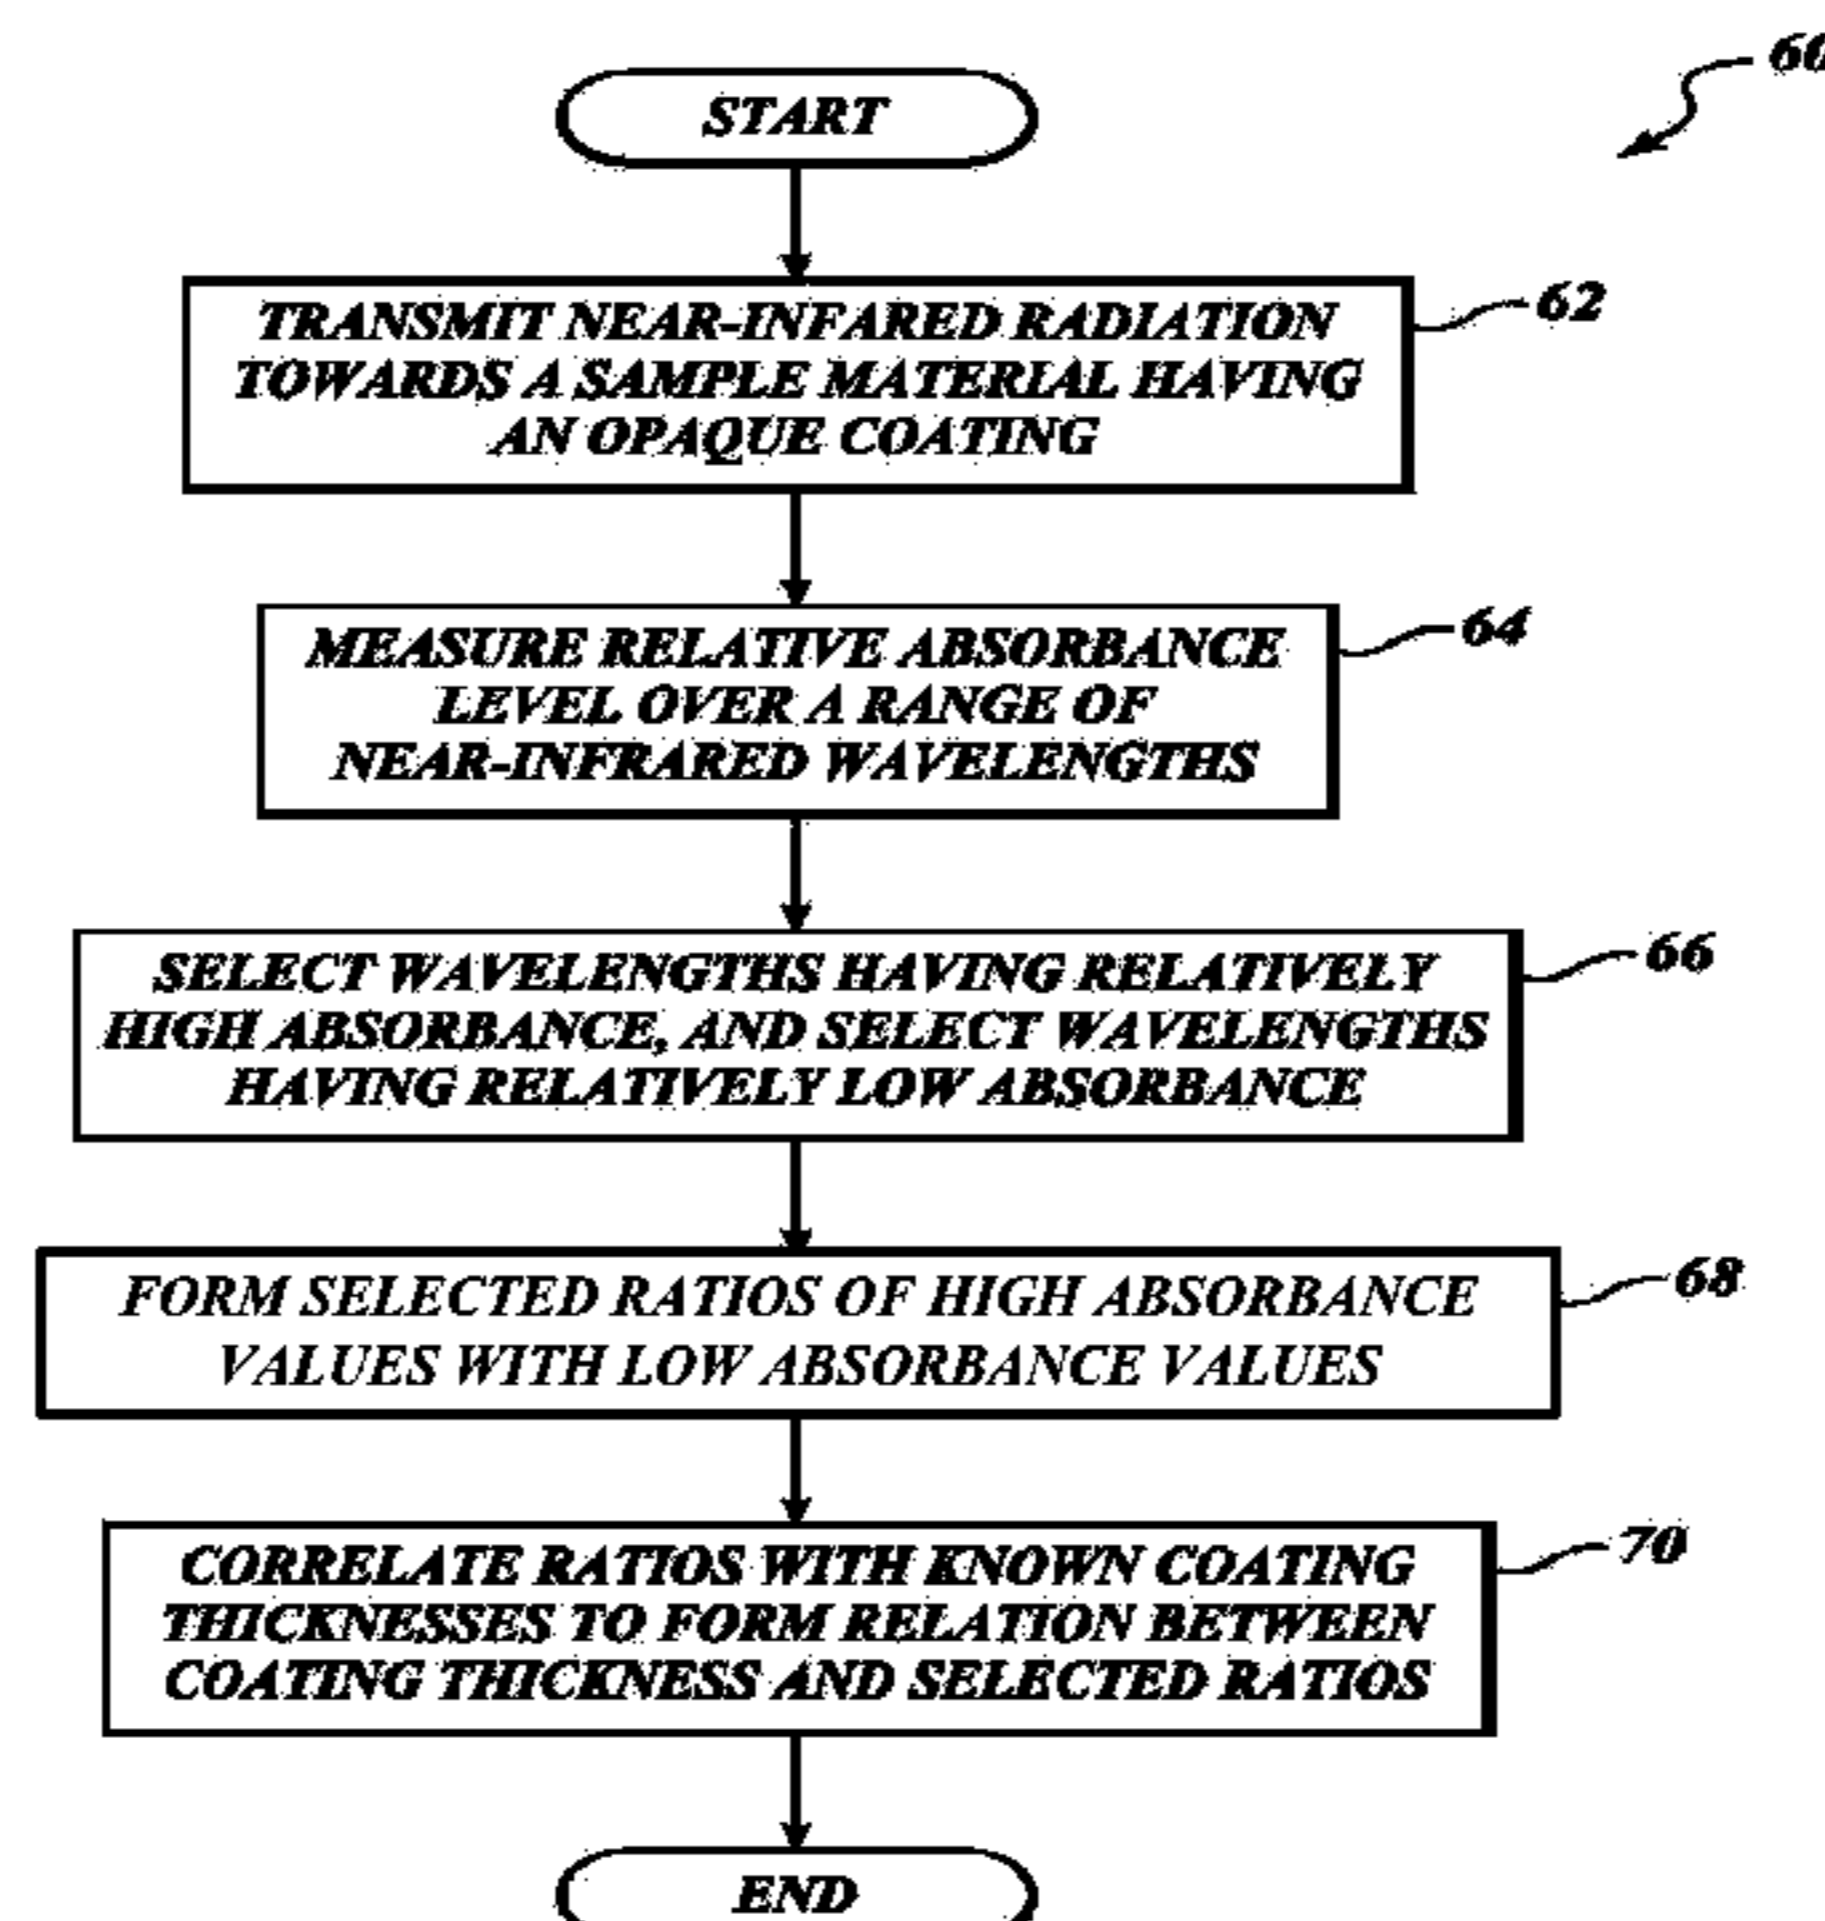 60
START
TRANSMIT NEAR-INFARED RADIATION
TOWARDS A SAMPLE MATERIAL HAVING
AN OPAQUE COATING
62
MEASURE RELATIVE ABSORBANCE
LEVEL OVER A RANGE OF
NEAR-INFRARED WAVELENGTHS
64
SELECT WAVELENGTHS HAVING RELATIVELY
HIGH ABSORBANCE, AND SELECT WAVELENGTHS
HAVING RELATIVELY LOW ABSORBANCE
66
FORM SELECTED RATIOS OF HIGH ABSORBANCE
VALUES WITH LOW ABSORBANCE VALUES
68
CORRELATE RATIOS WITH KNOWN COATING
THICKNESSES TO FORM RELATION BETWEEN
COATING THICKNESS AND SELECTED RATIOS
70
END